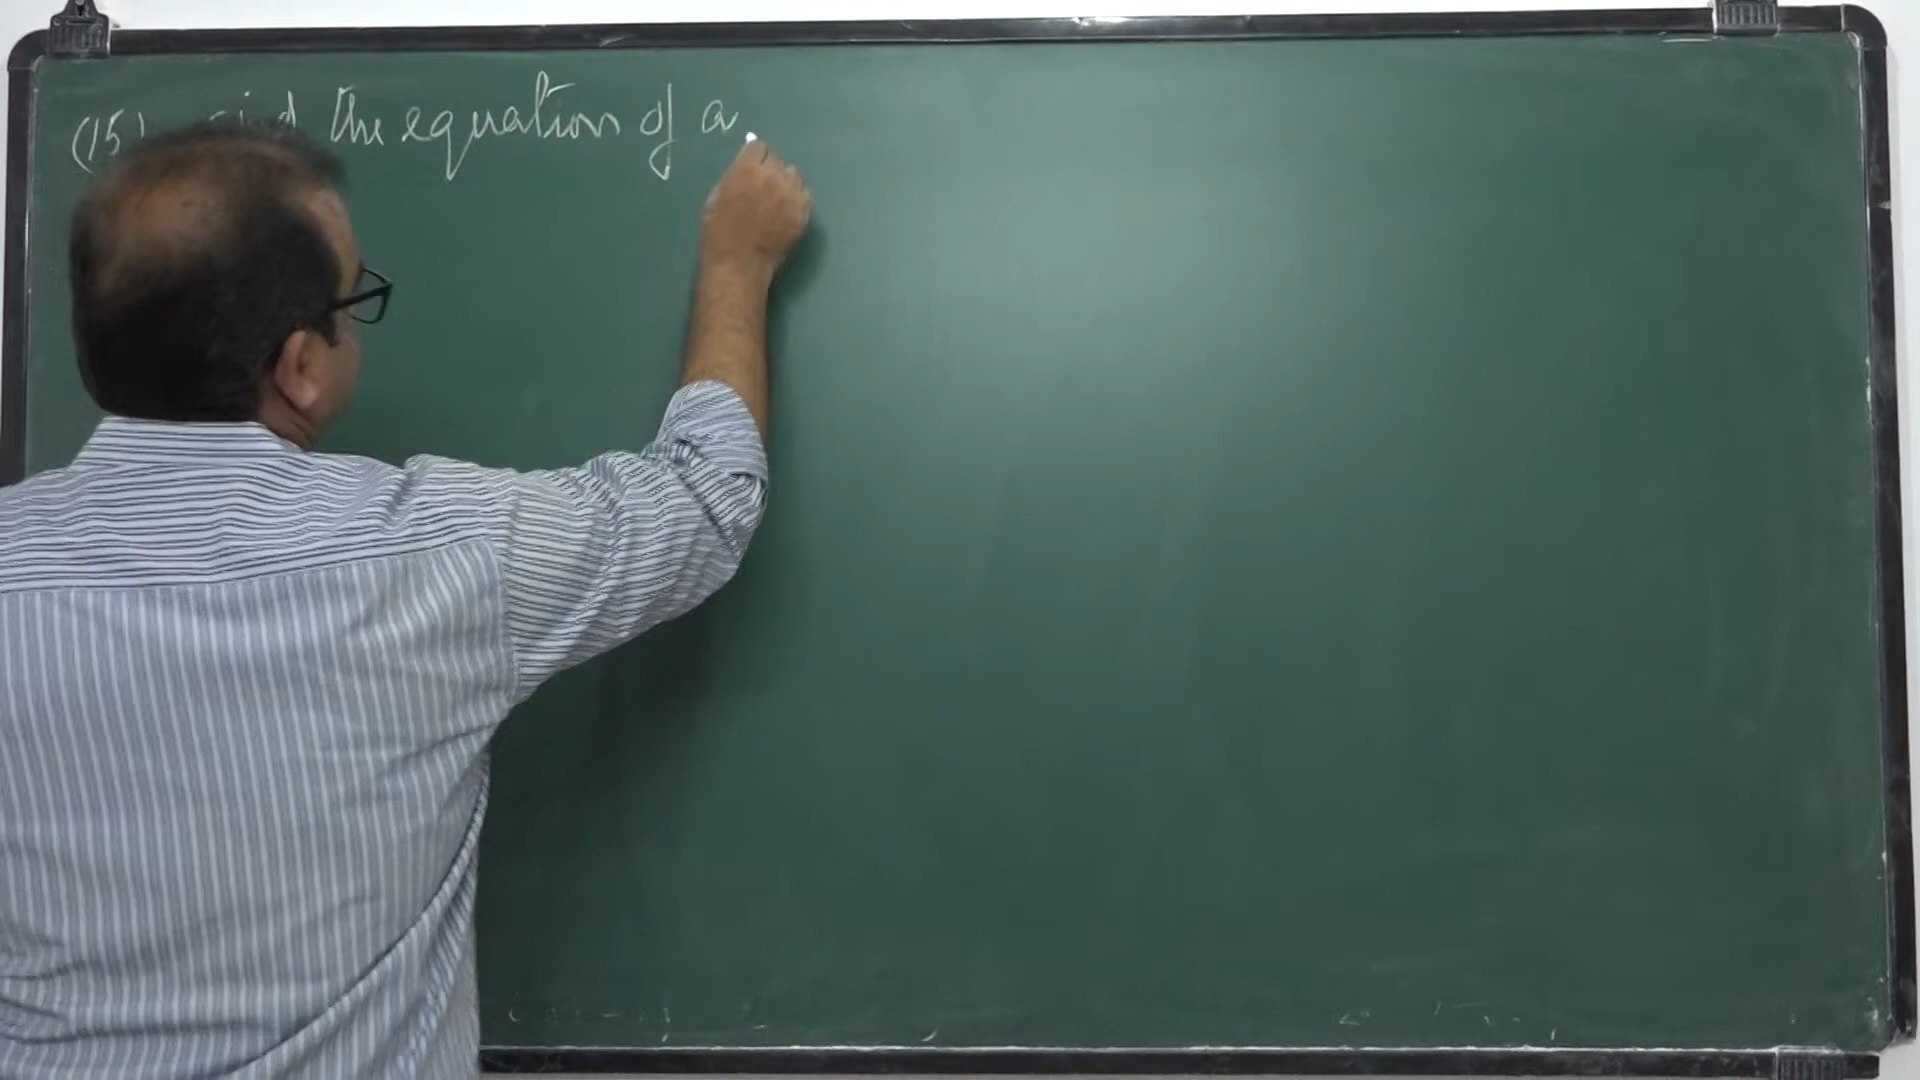 (15) Find the equation of a